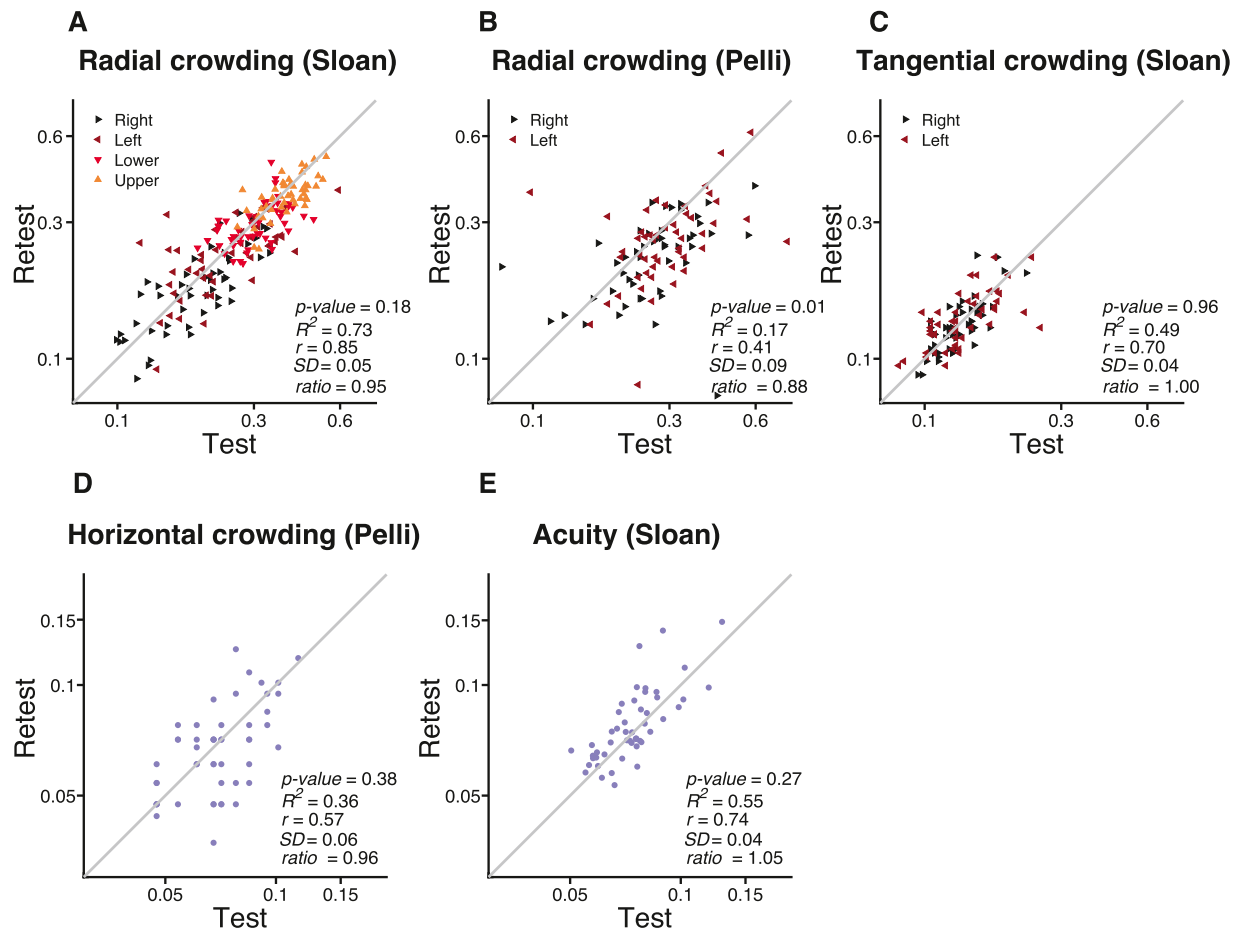 A
Radial crowding (Sloan)
Right
Left
Lower
Upper
0.6
0.3
0.1
Retest
p-value = 0.18
R2 = 0.73
r = 0.85
SD = 0.05
ratio = 0.95
0.1 0.3 0.6
Test
B
Radial crowding (Pelli)
Right
Left
0.6
0.3
0.1
Retest
p-value = 0.01
R2 = 0.17
r = 0.41
SD = 0.09
ratio = 0.88
0.1 0.3 0.6
Test
C
Tangential crowding (Sloan)
Right
Left
0.6
0.3
0.1
Retest
p-value = 0.96
R2 = 0.49
r = 0.70
SD = 0.04
ratio = 1.00
0.1 0.3 0.6
Test
D
Horizontal crowding (Pelli)
0.15
0.1
0.05
Retest
p-value = 0.38
R2 = 0.36
r = 0.57
SD = 0.06
ratio = 0.96
0.05 0.1 0.15
Test
E
Acuity (Sloan)
0.15
0.1
0.05
Retest
p-value = 0.27
R2 = 0.55
r = 0.74
SD = 0.04
ratio = 1.05
0.05 0.1 0.15
Test